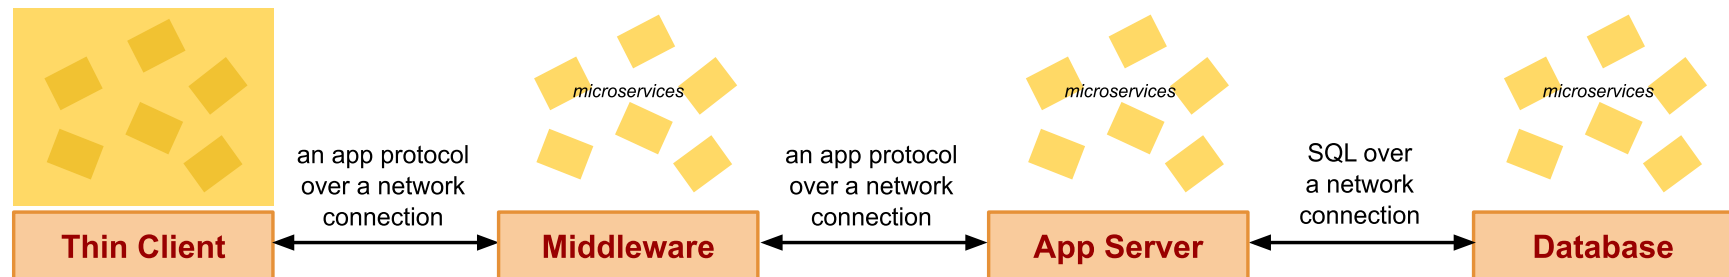 microservices
microservices
microservices
an app protocol
over a network
connection
an app protocol
over a network
connection
SQL over
a network
connection
Thin Client
Middleware
App Server
Database